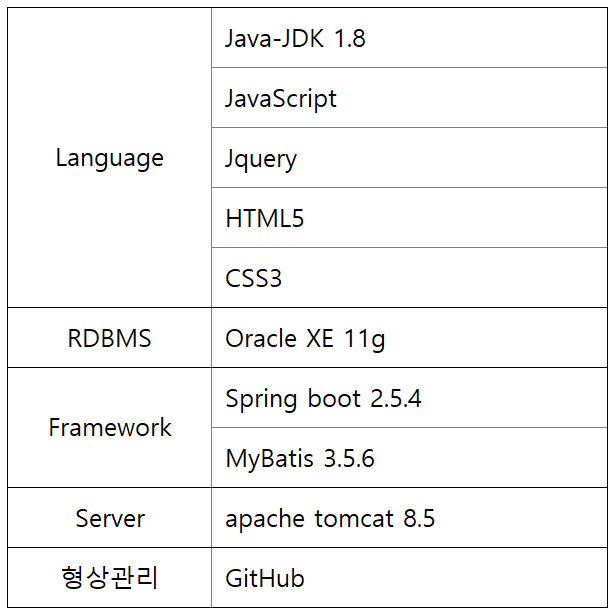 Language
Java-JDK 1.8
JavaScript
Jquery
HTML5
CSS3
RDBMS
Oracle XE 11g
Framework
Spring boot 2.5.4
MyBatis 3.5.6
Server
apache tomcat 8.5
형상관리
GitHub